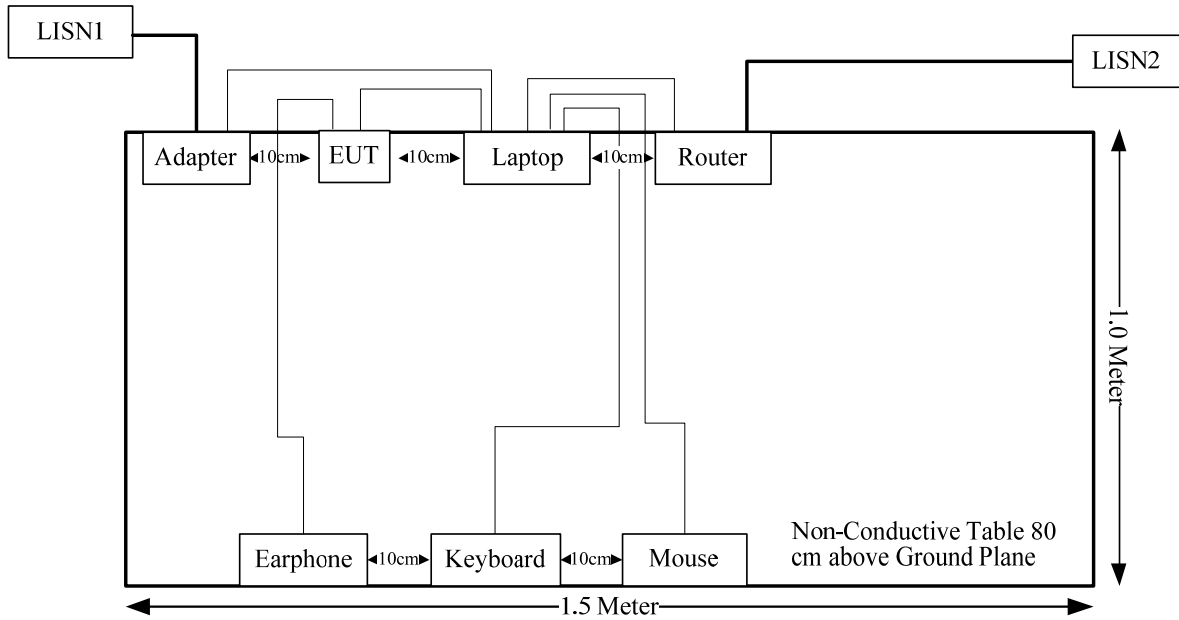 LISN1
LISN2
Adapter
10cm
EUT
10cm
Laptop
10cm
Router
1.0 Meter
Non-Conductive Table 80
cm above Ground Plane
Earphone
10cm
Keyboard
10cm
Mouse
1.5 Meter